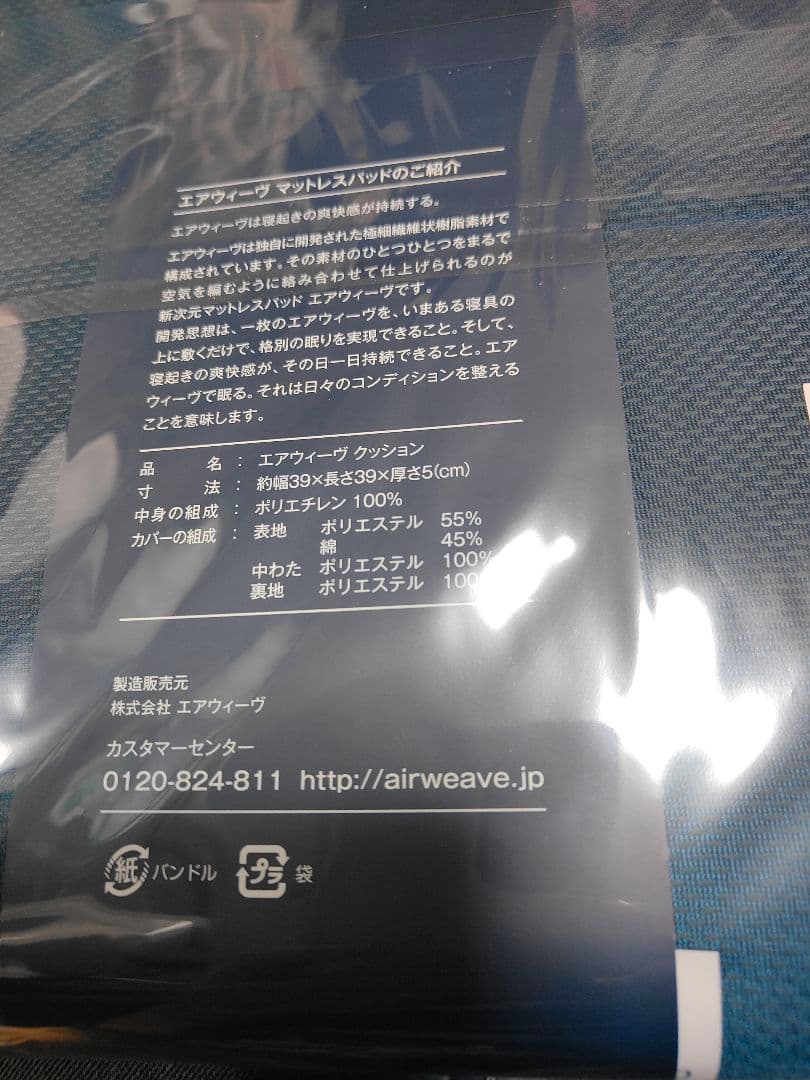 エアウィーヴ マットレスパッドのご紹介
エアウィーヴは寝起きの爽快感が持続する。
エアウィーヴは独自に開発された極細繊維状樹脂素材で
構成されています。その素材のひとつひとつをまるで
空気を編むように絡み合わせて仕上げられるのが
新次元マットレスパッド エアウィーヴです。
開発思想は、一枚のエアウィーヴを、いまある寝具の
上に敷くだけで、格別の眠りを実現できること。そして、
寝起きの爽快感が、その日一日持続できること。エア
ウィーヴで眠る。それは日々のコンディションを整える
ことを意味します。
品名：エアウィーヴ クッション
寸法：約幅39×長さ39×厚さ5(cm)
中身の組成：ポリエチレン 100%
カバーの組成：表地 ポリエステル 55%
綿 45%
中わた ポリエステル 100%
裏地 ポリエステル 100
製造販売元
株式会社 エアウィーヴ
カスタマーセンター
0120-824-811 http://airweave.jp
紙 バンドル プラ 袋